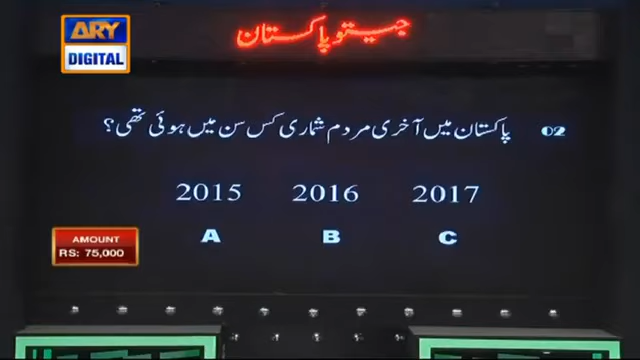 ARY
DIGITAL
جیتو پاکستان
02 پاکستان میں آخری مردم شماری کس سن میں ہوئی تھی؟
2015 2016 2017
A B C
AMOUNT
RS: 75,000